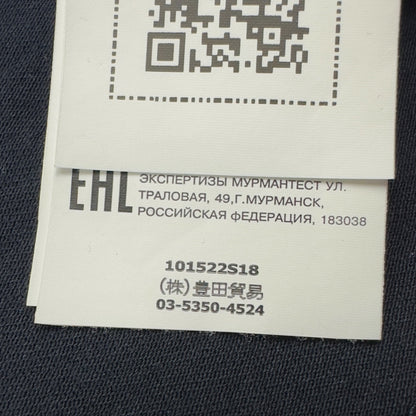 ЭКСПЕРТИЗЫ МУРМАНТЕСТ УЛ.
ТРАЛОВАЯ, 49,Г.МУРМАНСК,
РОССИЙСКАЯ ФЕДЕРАЦИЯ, 183038
EAC
101522S18
(株)豊田貿易
03-5350-4524